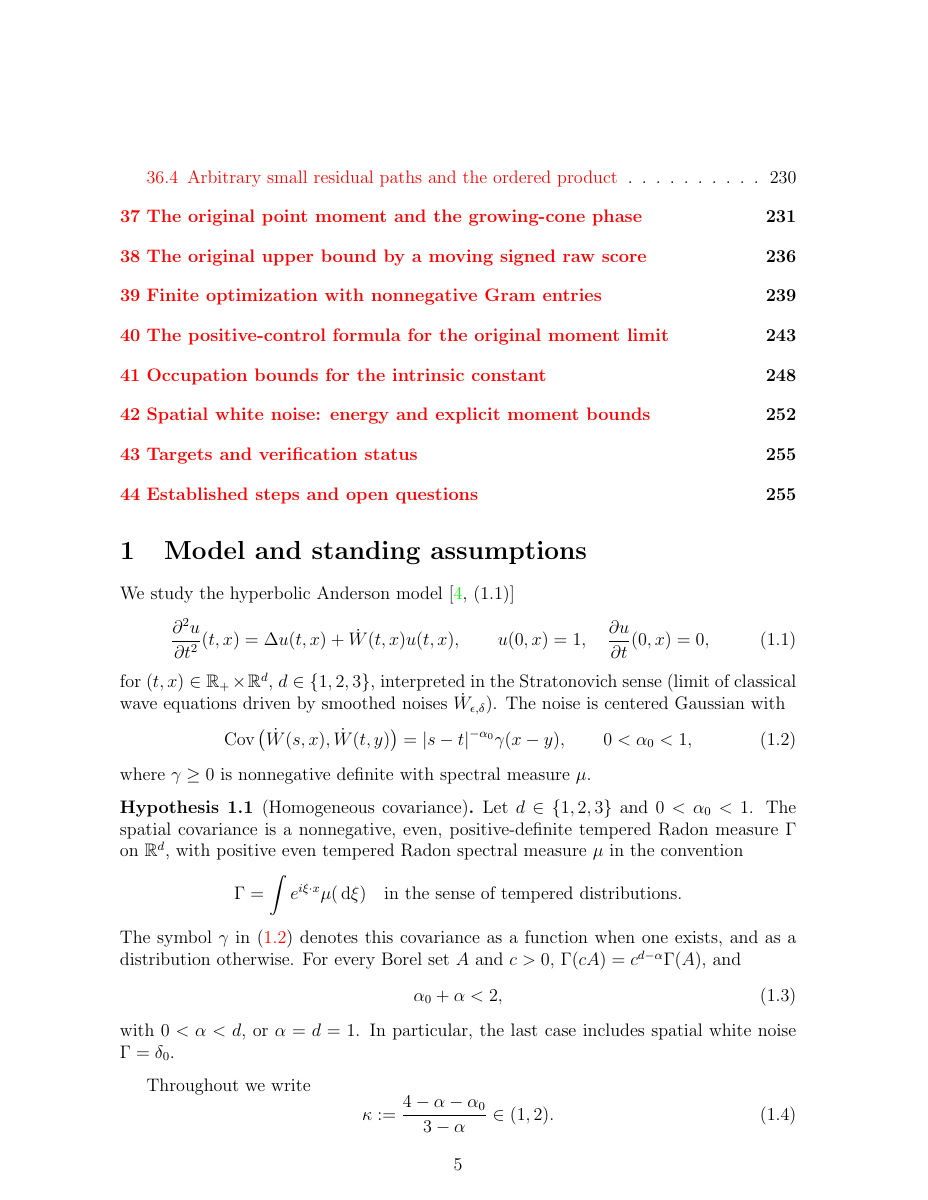 36.4 Arbitrary small residual paths and the ordered product . . . . . . . . . . 230
37 The original point moment and the growing-cone phase 231
38 The original upper bound by a moving signed raw score 236
39 Finite optimization with nonnegative Gram entries 239
40 The positive-control formula for the original moment limit 243
41 Occupation bounds for the intrinsic constant 248
42 Spatial white noise: energy and explicit moment bounds 252
43 Targets and verification status 255
44 Established steps and open questions 255
1 Model and standing assumptions
We study the hyperbolic Anderson model [4, (1.1)]
∂²u/∂t² (t, x) = Δu(t, x) + Ẇ(t, x)u(t, x), u(0, x) = 1, ∂u/∂t (0, x) = 0, (1.1)
for (t, x) ∈ ℝ₊ × ℝᵈ, d ∈ {1, 2, 3}, interpreted in the Stratonovich sense (limit of classical
wave equations driven by smoothed noises Ẇ_{ϵ,δ}). The noise is centered Gaussian with
Cov (Ẇ(s, x), Ẇ(t, y)) = |s − t|^{−α₀} γ(x − y), 0 < α₀ < 1, (1.2)
where γ ≥ 0 is nonnegative definite with spectral measure μ.
Hypothesis 1.1 (Homogeneous covariance). Let d ∈ {1, 2, 3} and 0 < α₀ < 1. The
spatial covariance is a nonnegative, even, positive-definite tempered Radon measure Γ
on ℝᵈ, with positive even tempered Radon spectral measure μ in the convention
Γ = ∫ e^{iξ·x} μ( dξ) in the sense of tempered distributions.
The symbol γ in (1.2) denotes this covariance as a function when one exists, and as a
distribution otherwise. For every Borel set A and c > 0, Γ(cA) = c^{d−α}Γ(A), and
α₀ + α < 2, (1.3)
with 0 < α < d, or α = d = 1. In particular, the last case includes spatial white noise
Γ = δ₀.
Throughout we write
κ := (4 − α − α₀)/(3 − α) ∈ (1, 2). (1.4)
5